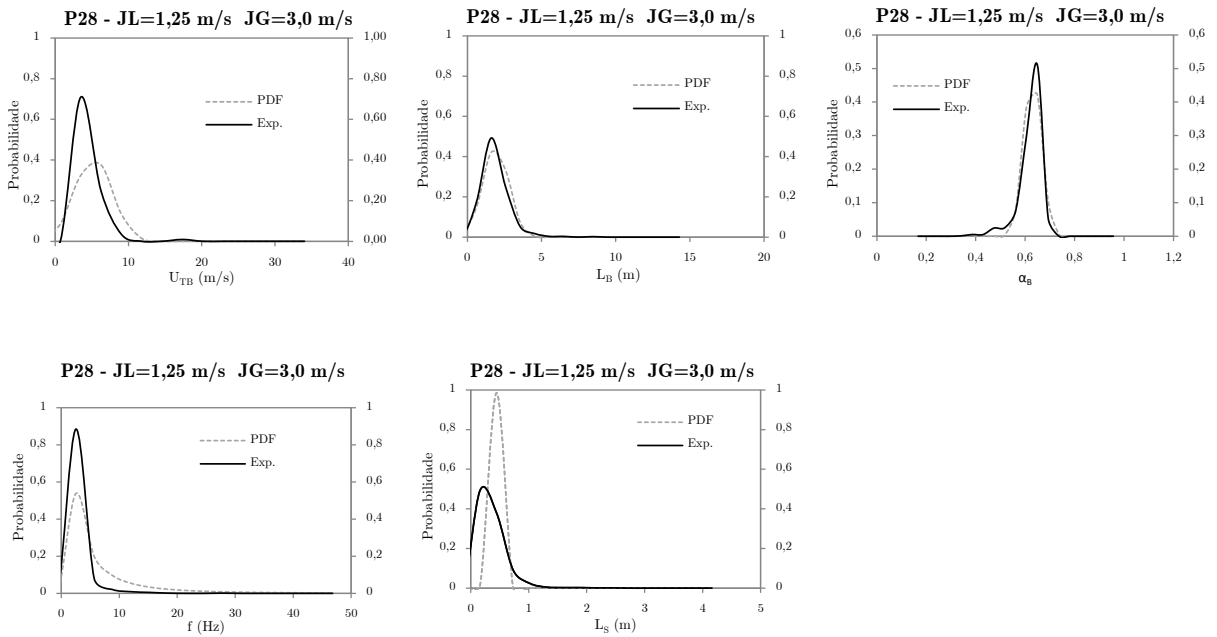 P28 - JL=1,25 m/s JG=3,0 m/s
1 1,00
0,8 0,80
0,6 0,60
0,4 0,40
0,2 0,20
0 0,00
0 10 20 30 40
Probabilidade
U_TB (m/s)
PDF
Exp.
P28 - JL=1,25 m/s JG=3,0 m/s
1 1
0,8 0,8
0,6 0,6
0,4 0,4
0,2 0,2
0 0
0 5 10 15 20
Probabilidade
L_B (m)
PDF
Exp.
P28 - JL=1,25 m/s JG=3,0 m/s
0,6 0,6
0,5 0,5
0,4 0,4
0,3 0,3
0,2 0,2
0,1 0,1
0 0
0 0,2 0,4 0,6 0,8 1 1,2
Probabilidade
α_B
PDF
Exp.
P28 - JL=1,25 m/s JG=3,0 m/s
1 1
0,8 0,8
0,6 0,6
0,4 0,4
0,2 0,2
0 0
0 10 20 30 40 50
Probabilidade
f (Hz)
PDF
Exp.
P28 - JL=1,25 m/s JG=3,0 m/s
1 1
0,8 0,8
0,6 0,6
0,4 0,4
0,2 0,2
0 0
0 1 2 3 4 5
Probabilidade
L_S (m)
PDF
Exp.